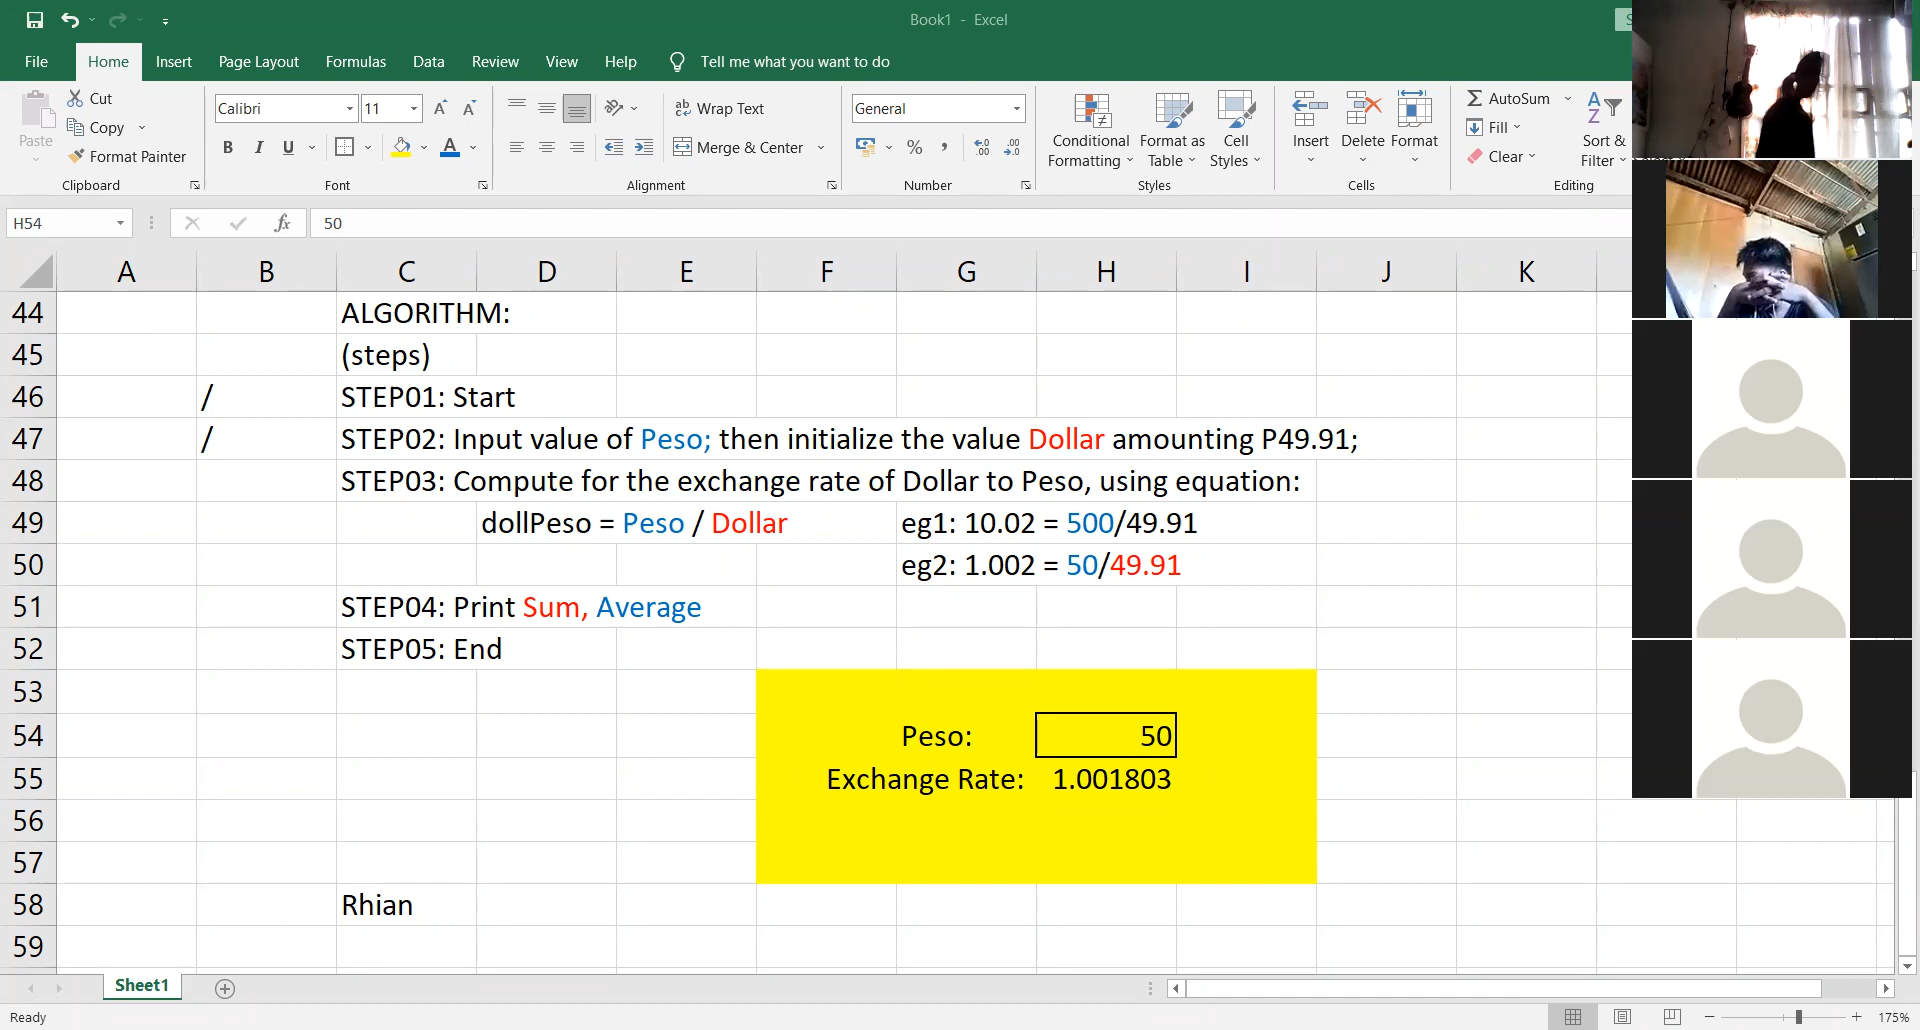 Book1 - Excel
File Home Insert Page Layout Formulas Data Review View Help Tell me what you want to do
Paste
Cut
Copy
Format Painter
Clipboard
Calibri 11
B I U
Font
Wrap Text
Merge & Center
Alignment
General
Number
Conditional Formatting
Format as Table
Cell Styles
Styles
Insert Delete Format
Cells
AutoSum
Fill
Clear
Sort & Filter
Editing
H54 fx 50
A B C D E F G H I J K
44 ALGORITHM:
45 (steps)
46 / STEP01: Start
47 / STEP02: Input value of Peso; then initialize the value Dollar amounting P49.91;
48 STEP03: Compute for the exchange rate of Dollar to Peso, using equation:
49 dollPeso = Peso / Dollar eg1: 10.02 = 500/49.91
50 eg2: 1.002 = 50/49.91
51 STEP04: Print Sum, Average
52 STEP05: End
53
54 Peso: 50
55 Exchange Rate: 1.001803
56
57
58 Rhian
59
Sheet1
Ready 175%